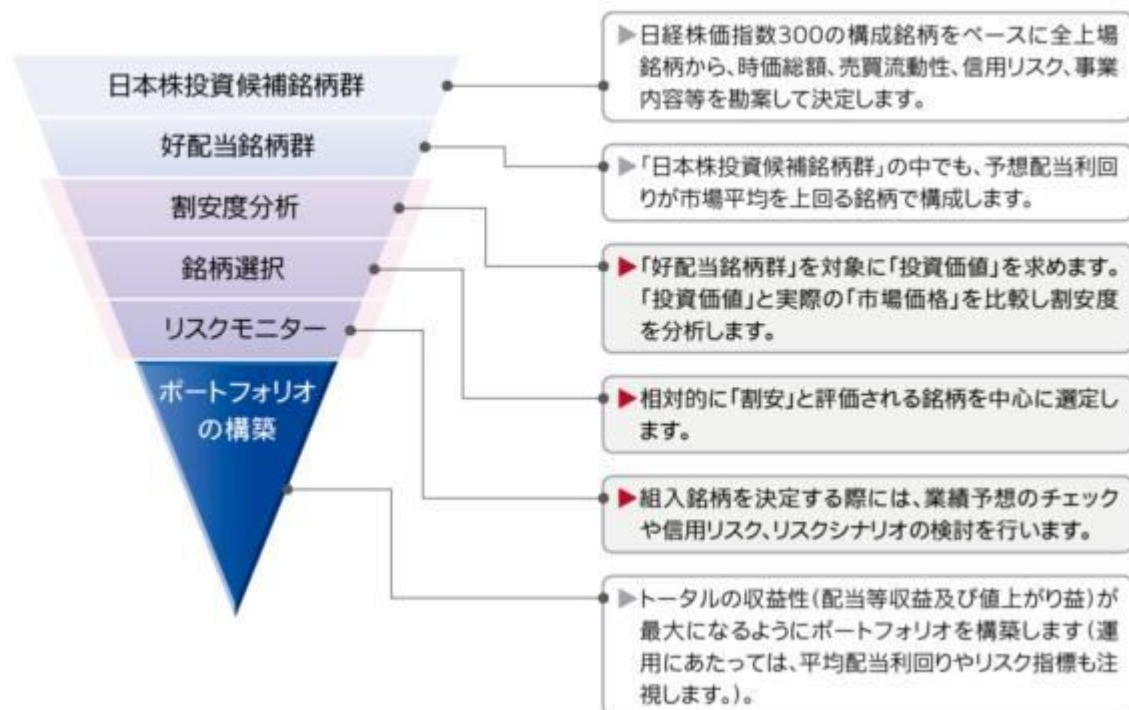 日本株投資候補銘柄群
好配当銘柄群
割安度分析
銘柄選択
リスクモニター
ポートフォリオ
の構築
▶日経株価指数300の構成銘柄をベースに全上場
銘柄から、時価総額、売買流動性、信用リスク、事業
内容等を勘案して決定します。
▶「日本株投資候補銘柄群」の中でも、予想配当利回
りが市場平均を上回る銘柄で構成します。
▶「好配当銘柄群」を対象に「投資価値」を求めます。
「投資価値」と実際の「市場価格」を比較し割安度
を分析します。
▶相対的に「割安」と評価される銘柄を中心に選定し
ます。
▶組入銘柄を決定する際には、業績予想のチェック
や信用リスク、リスクシナリオの検討を行います。
▶トータルの収益性(配当等収益及び値上がり益)が
最大になるようにポートフォリオを構築します(運
用にあたっては、平均配当利回りやリスク指標も注
視します。)。